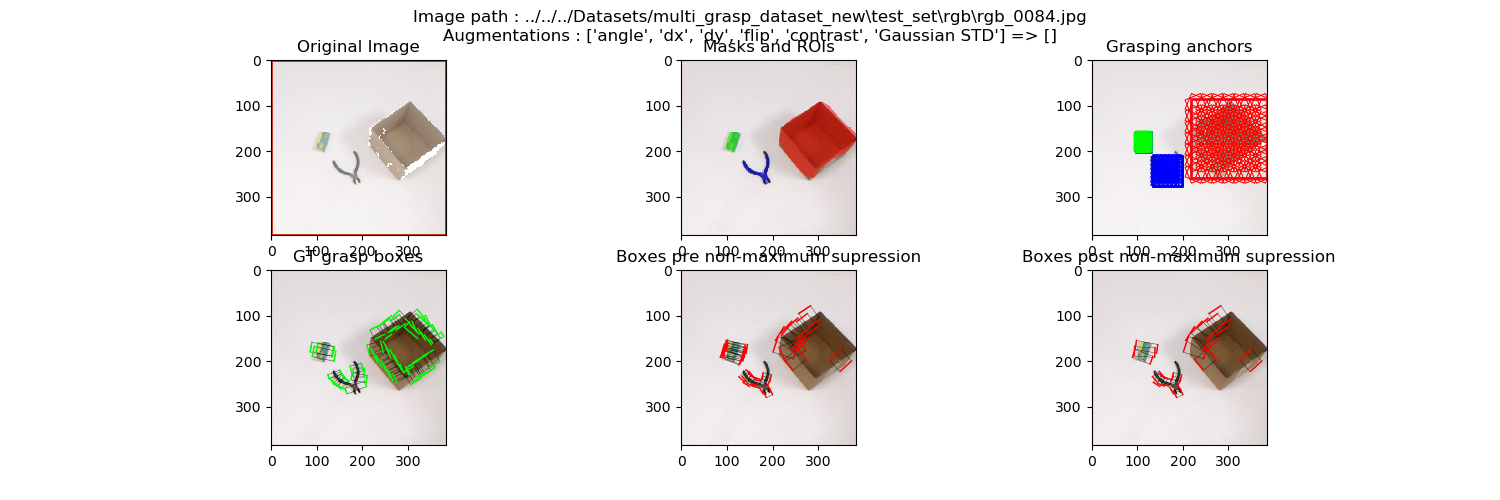 Image path : ../../../Datasets/multi_grasp_dataset_new\test_set\rgb\rgb_0084.jpg
Augmentations : ['angle', 'dx', 'dy', 'flip', 'contrast', 'Gaussian STD'] => []
Original Image
Masks and ROIs
Grasping anchors
0
100
200
300
0 100 200 300
0
100
200
300
0 100 200 300
0
100
200
300
0 100 200 300
GT grasp boxes
Boxes pre non-maximum supression
Boxes post non-maximum supression
0
100
200
300
0 100 200 300
0
100
200
300
0 100 200 300
0
100
200
300
0 100 200 300